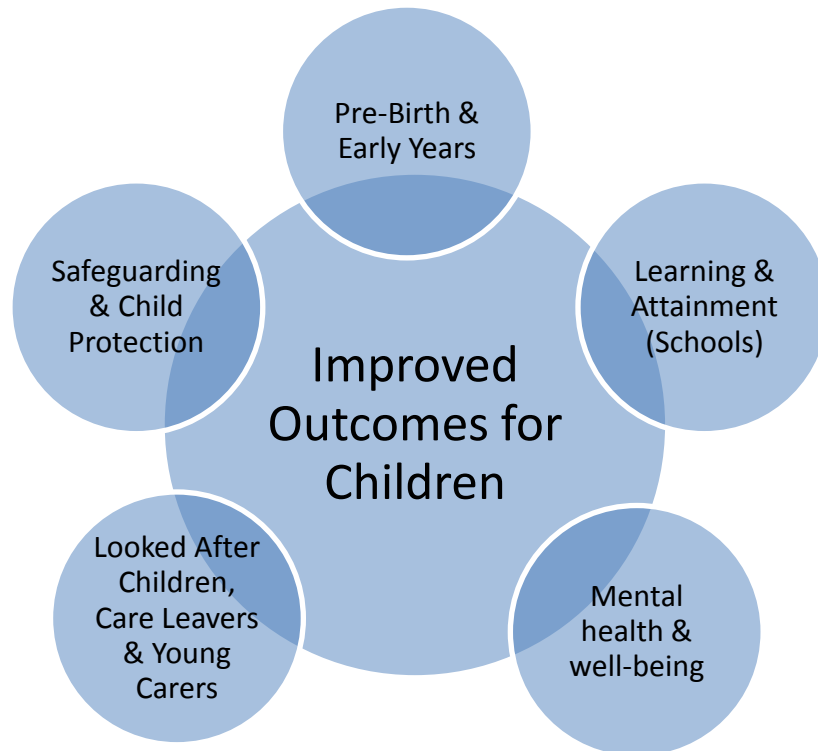 Pre-Birth &
Early Years
Safeguarding
& Child
Protection
Learning &
Attainment
(Schools)
Improved
Outcomes for
Children
Looked After
Children,
Care Leavers
& Young
Carers
Mental
health &
well-being